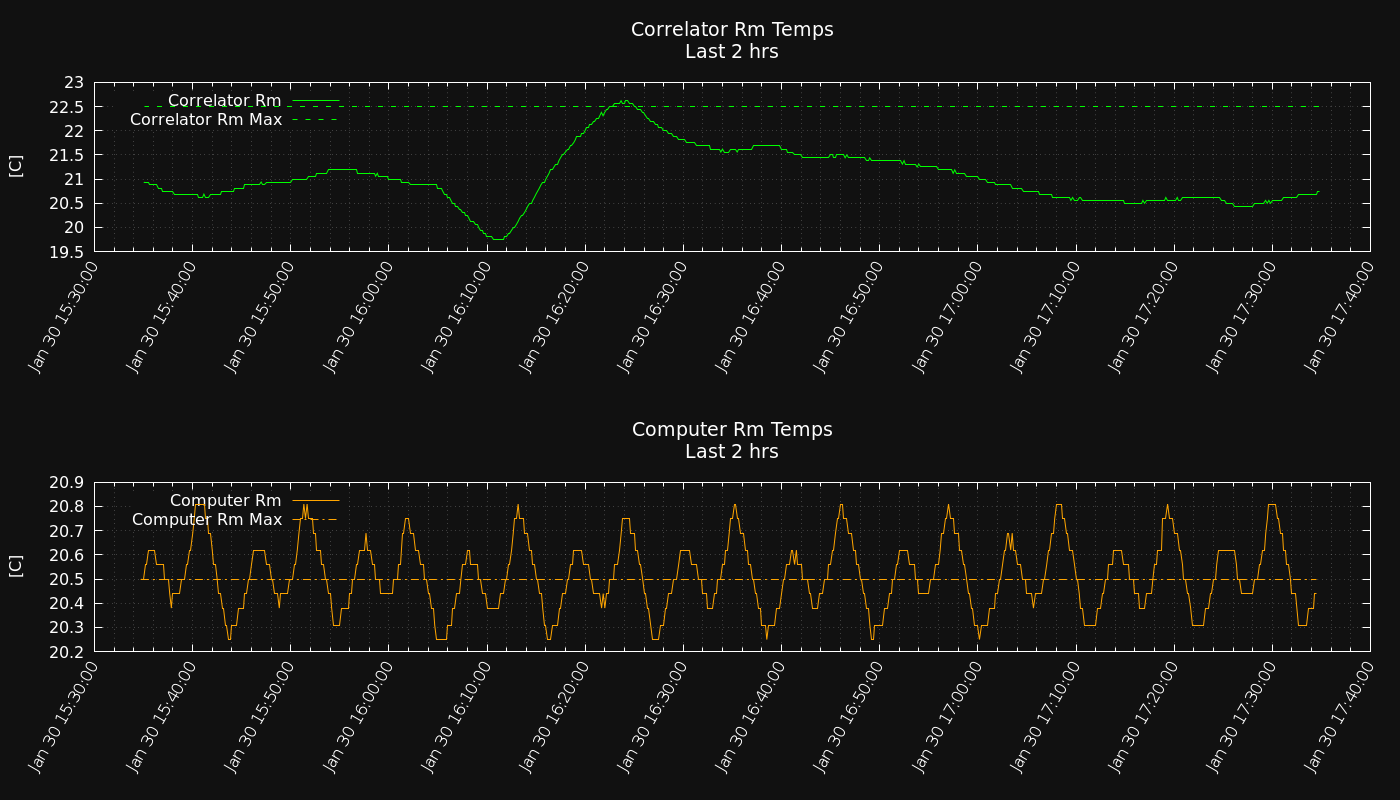 Correlator Rm Temps
Last 2 hrs
23
22.5
22
21.5
21
20.5
20
19.5
[C]
Correlator Rm
Correlator Rm Max
Jan 30 15:30:00
Jan 30 15:40:00
Jan 30 15:50:00
Jan 30 16:00:00
Jan 30 16:10:00
Jan 30 16:20:00
Jan 30 16:30:00
Jan 30 16:40:00
Jan 30 16:50:00
Jan 30 17:00:00
Jan 30 17:10:00
Jan 30 17:20:00
Jan 30 17:30:00
Jan 30 17:40:00
Computer Rm Temps
Last 2 hrs
20.9
20.8
20.7
20.6
20.5
20.4
20.3
20.2
[C]
Computer Rm
Computer Rm Max
Jan 30 15:30:00
Jan 30 15:40:00
Jan 30 15:50:00
Jan 30 16:00:00
Jan 30 16:10:00
Jan 30 16:20:00
Jan 30 16:30:00
Jan 30 16:40:00
Jan 30 16:50:00
Jan 30 17:00:00
Jan 30 17:10:00
Jan 30 17:20:00
Jan 30 17:30:00
Jan 30 17:40:00